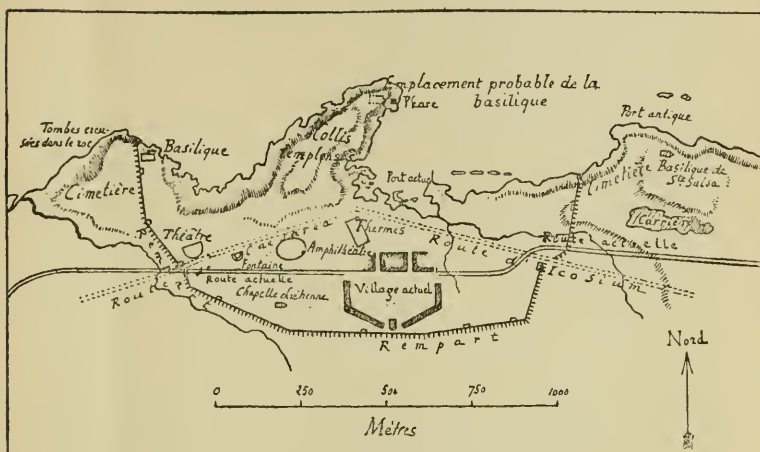 Emplacement probable de la
basilique
Phare
Tombes creu-
sées dans le roc
Basilique
Collis
templensis
Port antique
Cimetière
Port actuel
Cimetière
Basilique de
Ste Salsa
Carrière
Théâtre
Fontaine
Amphithéâtre
Thermes
Route d'Icosium
Route actuelle
Route actuelle
Chapelle chrétienne
Village actuel
Rempart
Nord
0 250 500 750 1000
Mètres